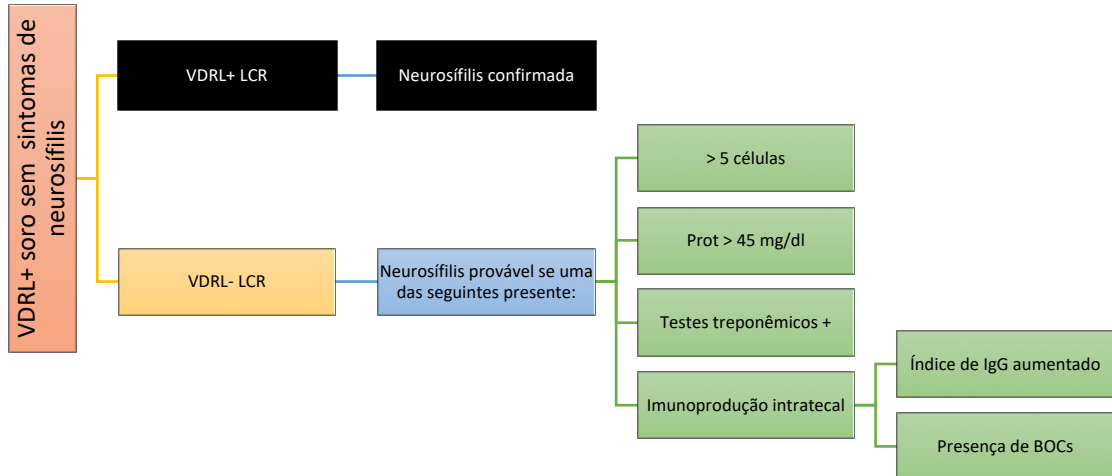 VDRL+ soro sem sintomas de
neurosífilis
VDRL+ LCR
Neurosífilis confirmada
VDRL- LCR
Neurosífilis provável se uma
das seguintes presente:
> 5 células
Prot > 45 mg/dl
Testes treponêmicos +
Imunoprodução intratecal
Índice de IgG aumentado
Presença de BOCs